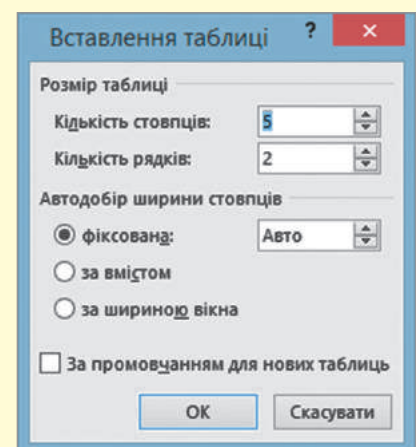 Вставлення таблиці ? ×
Розмір таблиці
Кількість стовпців: 5
Кількість рядків: 2
Автодобір ширини стовпців
фіксована: Авто
за вмістом
за шириною вікна
За промовчанням для нових таблиць
ОК Скасувати